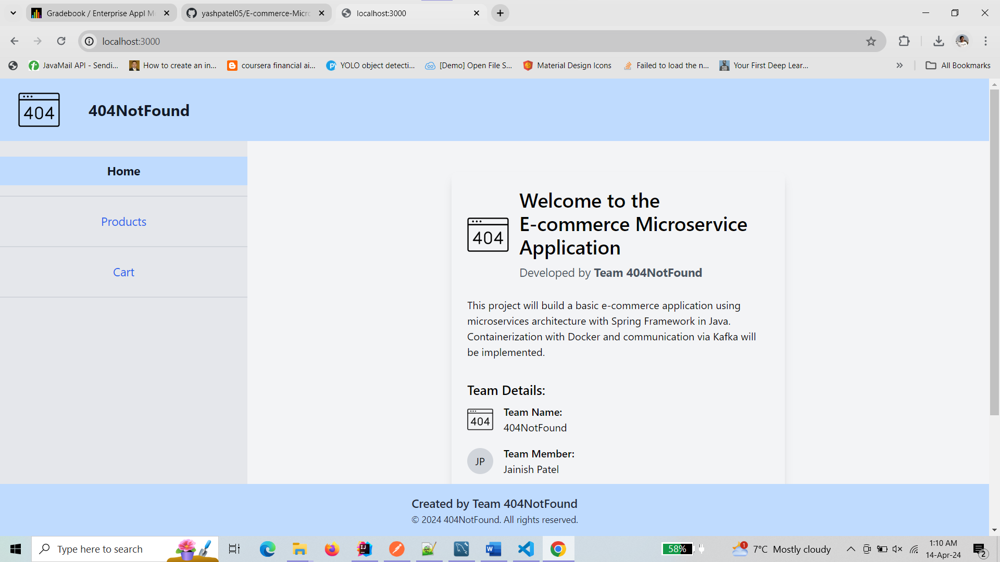 Gradebook / Enterprise Appl M
yashpatel05/E-commerce-Micro
localhost:3000
localhost:3000
JavaMail API - Sendi...
How to create an in...
coursera financial ai...
YOLO object detecti...
[Demo] Open File S...
Material Design Icons
Failed to load the n...
Your First Deep Lear...
All Bookmarks
404
404NotFound
Home
Products
Cart
404
Welcome to the
E-commerce Microservice
Application
Developed by Team 404NotFound
This project will build a basic e-commerce application using
microservices architecture with Spring Framework in Java.
Containerization with Docker and communication via Kafka will
be implemented.
Team Details:
404
Team Name:
404NotFound
JP
Team Member:
Jainish Patel
Created by Team 404NotFound
© 2024 404NotFound. All rights reserved.
Type here to search
58%
1
7°C Mostly cloudy
1:10 AM
14-Apr-24
2